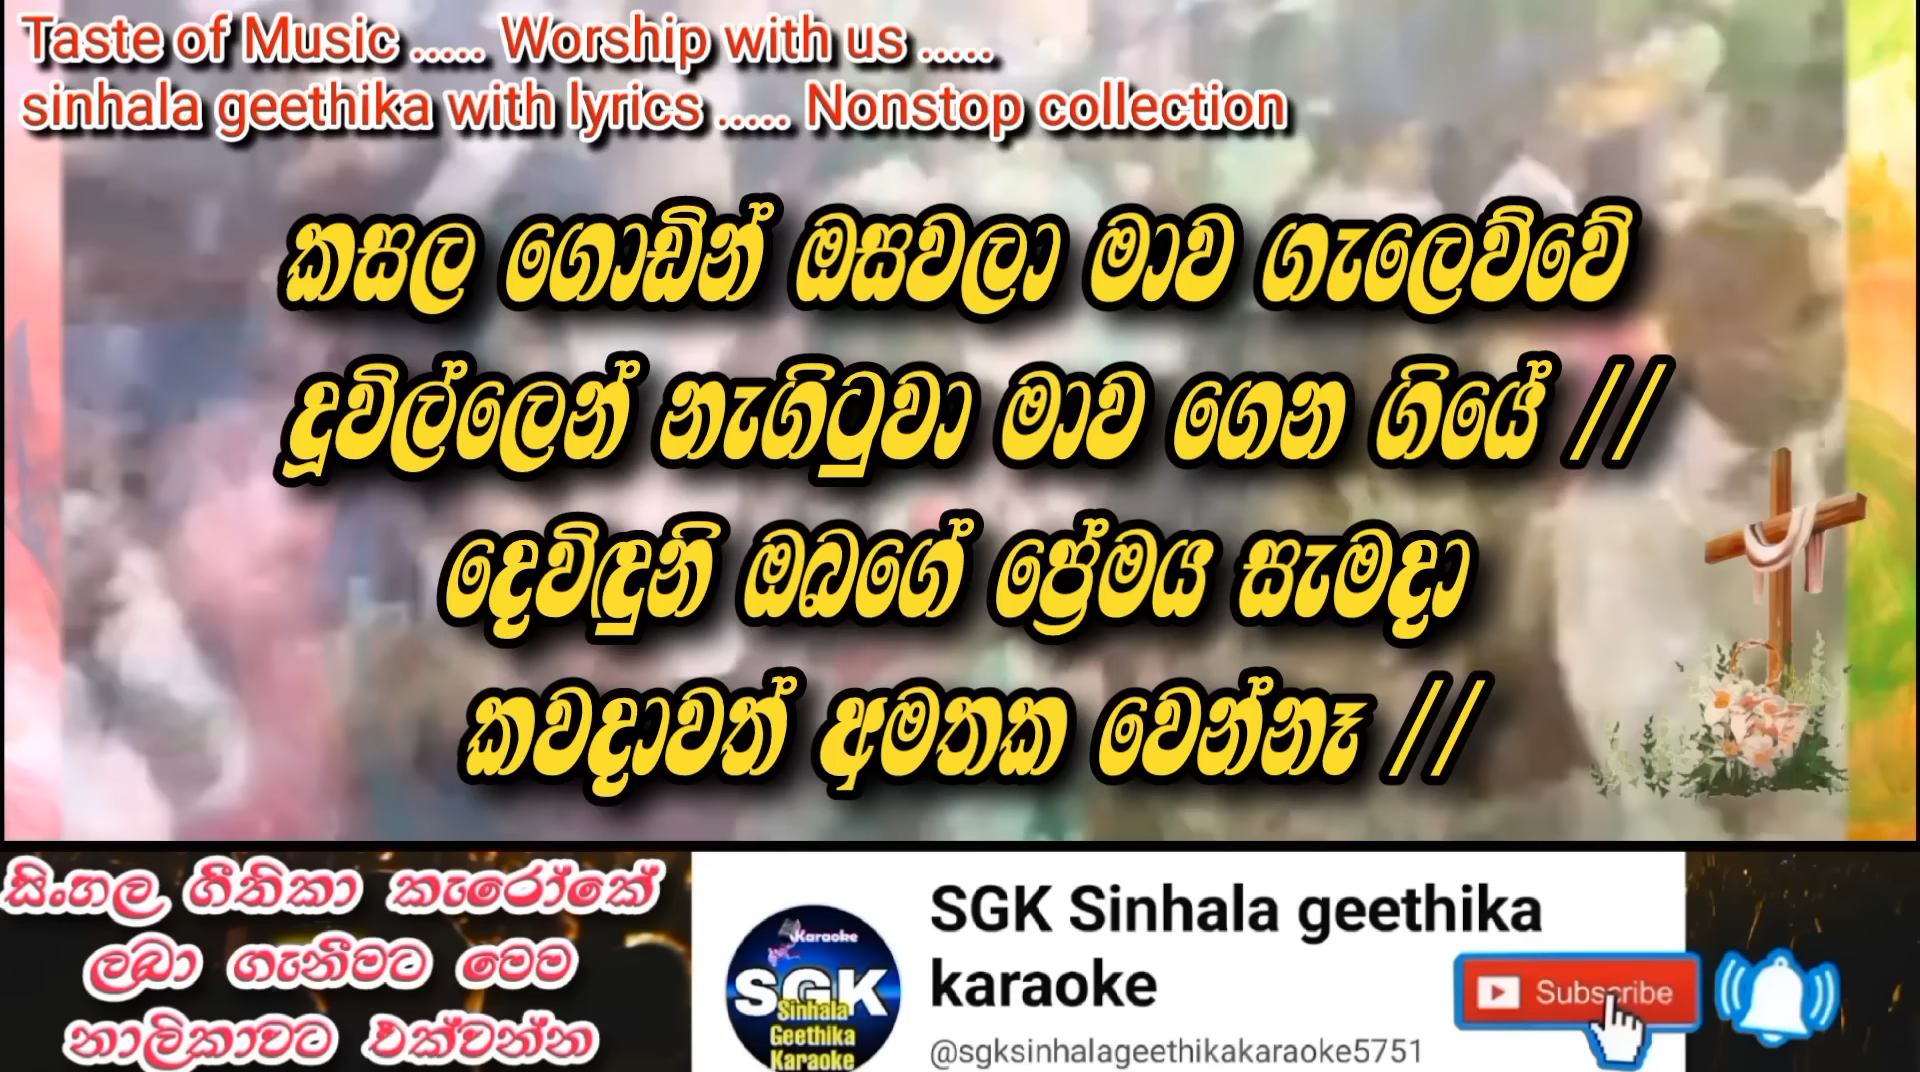 Taste of Music ..... Worship with us .....
sinhala geethika with lyrics ..... Nonstop collection
කසල ගොඩින් ඔසවලා මාව ගැලෙව්වේ
දූවිල්ලෙන් නැගිටුවා මාව ගෙන ගියේ //
දෙවිඳුනි ඔබගේ ප්‍රේමය සැමදා
කවදාවත් අමතක වෙන්නෑ //
සිංහල ගීතිකා කැරෝකේ
ලබා ගැනීමට මෙම
නාලිකාවට එක්වන්න
Karaoke
SGK
Sinhala
Geethika
Karaoke
SGK Sinhala geethika
karaoke
@sgksinhalageethikakaraoke5751
Subscribe